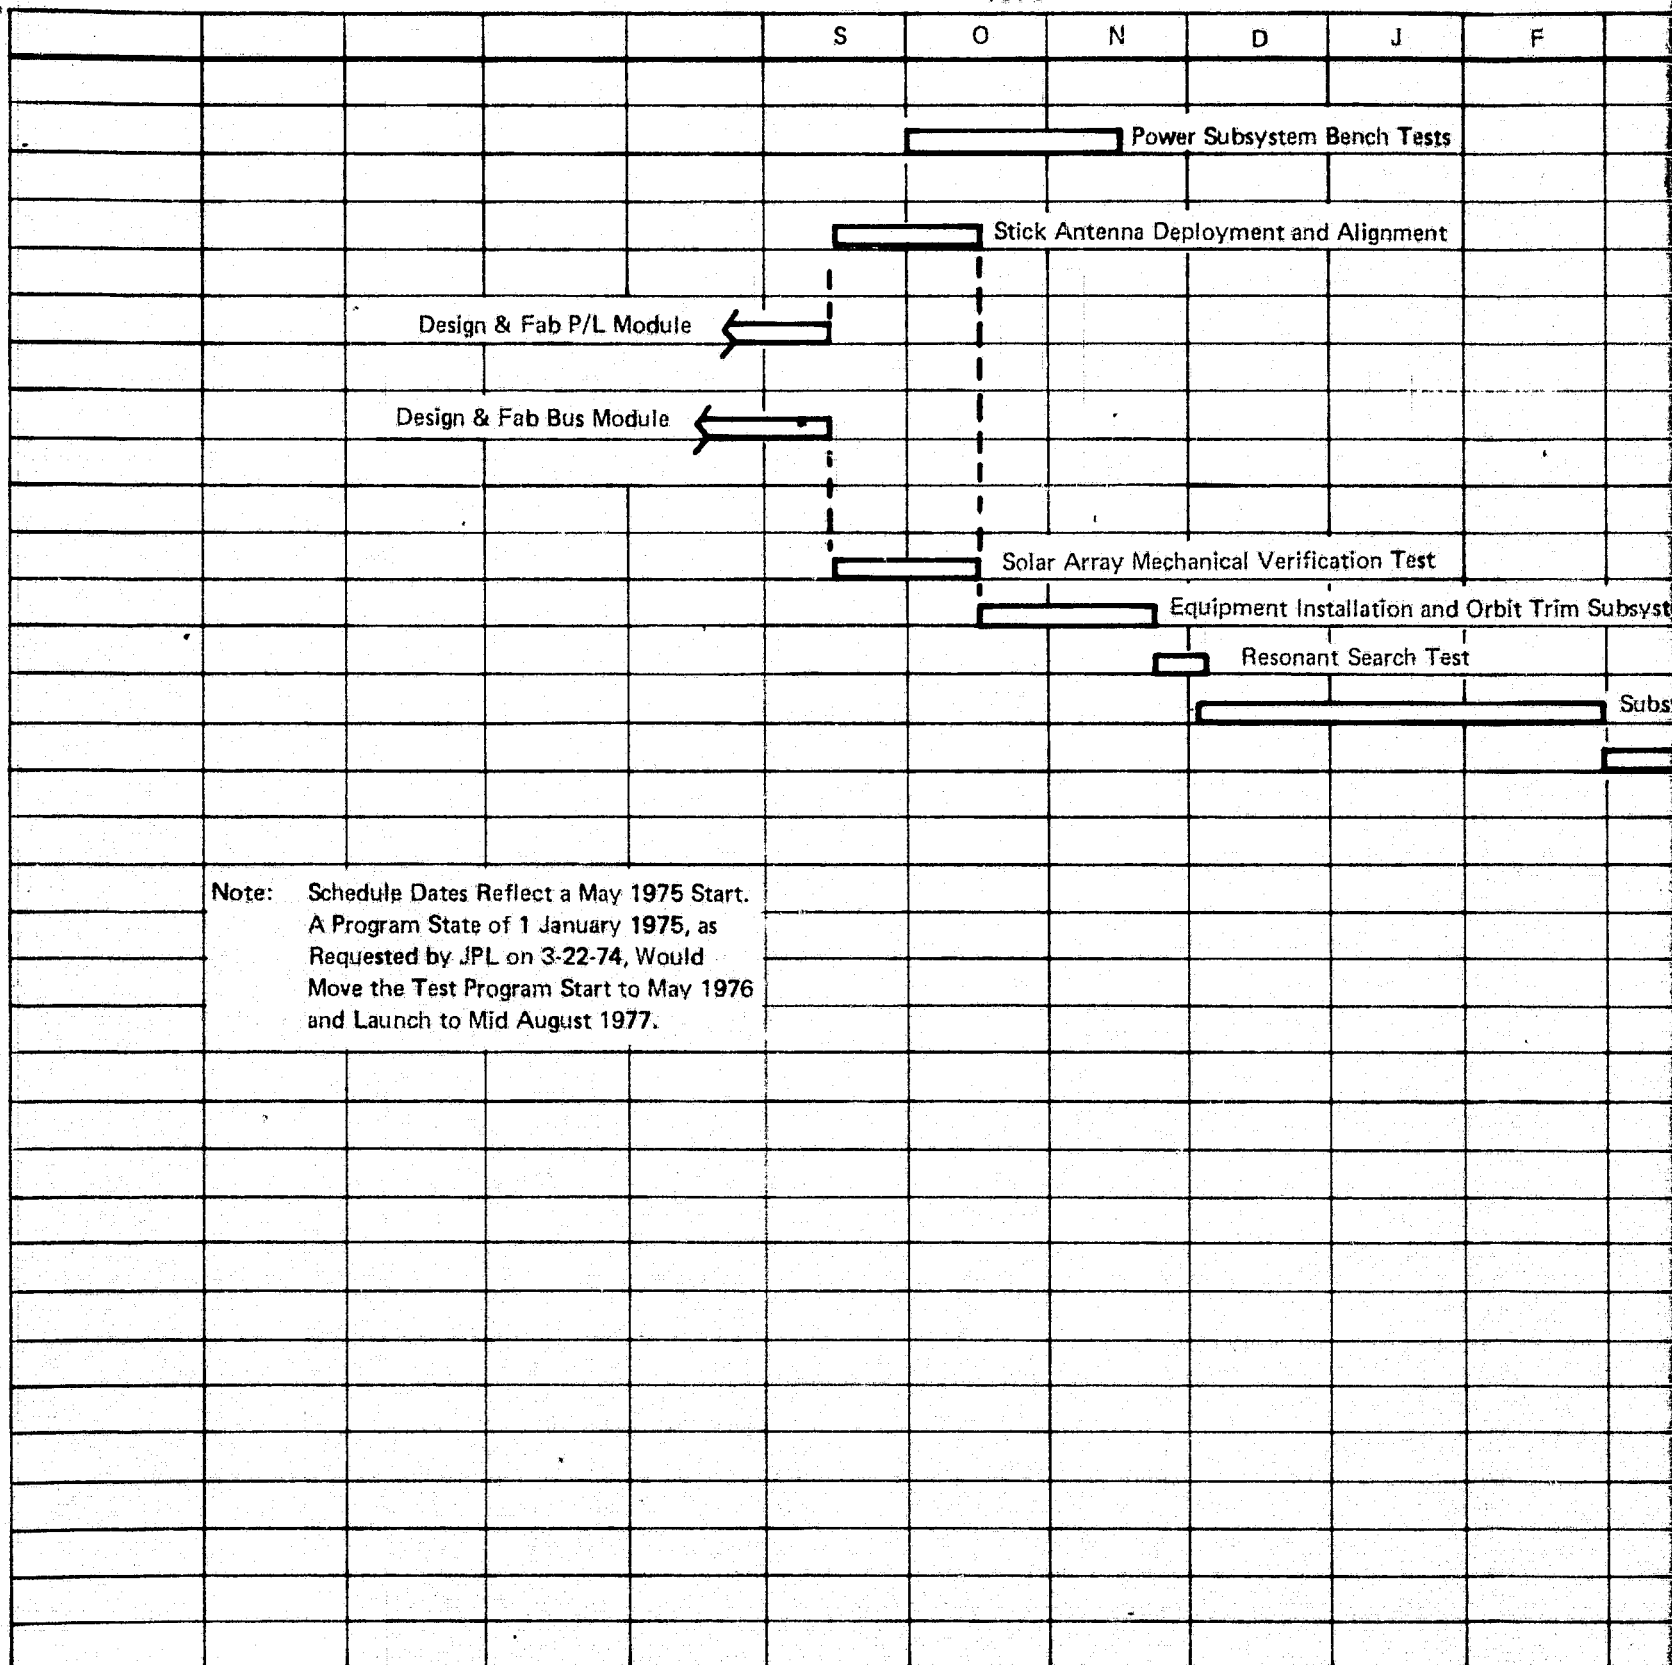 S O N D J F
Power Subsystem Bench Tests
Stick Antenna Deployment and Alignment
Design & Fab P/L Module
Design & Fab Bus Module
Solar Array Mechanical Verification Test
Equipment Installation and Orbit Trim Subsyst
Resonant Search Test
Subs
Note: Schedule Dates Reflect a May 1975 Start.
A Program State of 1 January 1975, as
Requested by JPL on 3-22-74, Would
Move the Test Program Start to May 1976
and Launch to Mid August 1977.